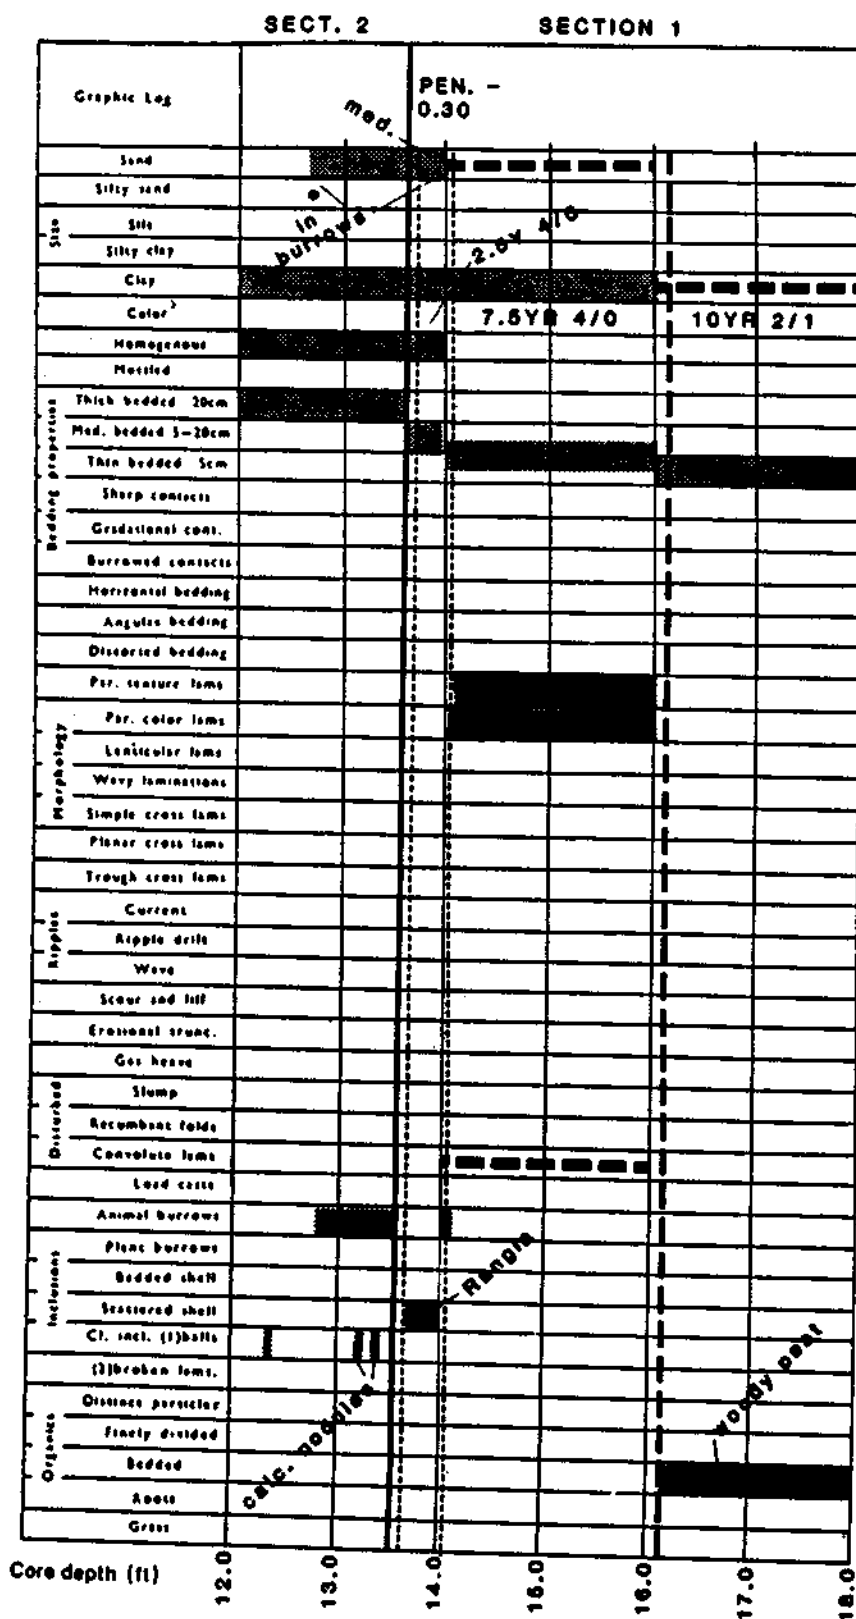 SECT. 2
SECTION 1
Graphic Log
PEN. -
0.30
med.
Sand
Silty sand
in
burrows
Size
Silt
Silty clay
2.5Y 4/0
Clay
Color
7.5YR 4/0
10YR 2/1
Homogenous
Mottled
Bedding properties
Thick bedded 20cm
Med. bedded 5-20cm
Thin bedded 5cm
Sharp contacts
Gradational cont.
Burrowed contacts
Horizontal bedding
Angular bedding
Distorted bedding
Par. texture lams
Morphology
Par. color lams
Lenticular lams
Wavy laminations
Simple cross lams
Planar cross lams
Trough cross lams
Ripples
Current
Ripple drift
Wave
Scour and fill
Erosional trunc.
Gas heave
Disturbed
Slump
Recumbent folds
Convolute lams
Load casts
Animal burrows
Inclusions
Plant burrows
Bedded shell
Rangia
Scattered shell
Cl. incl. (1)balls
(2)broken lams.
calc. nodules
woody peat
Organics
Distinct particles
Finely divided
Bedded
Roots
Grass
Core depth (ft)
12.0
13.0
14.0
15.0
16.0
17.0
18.0